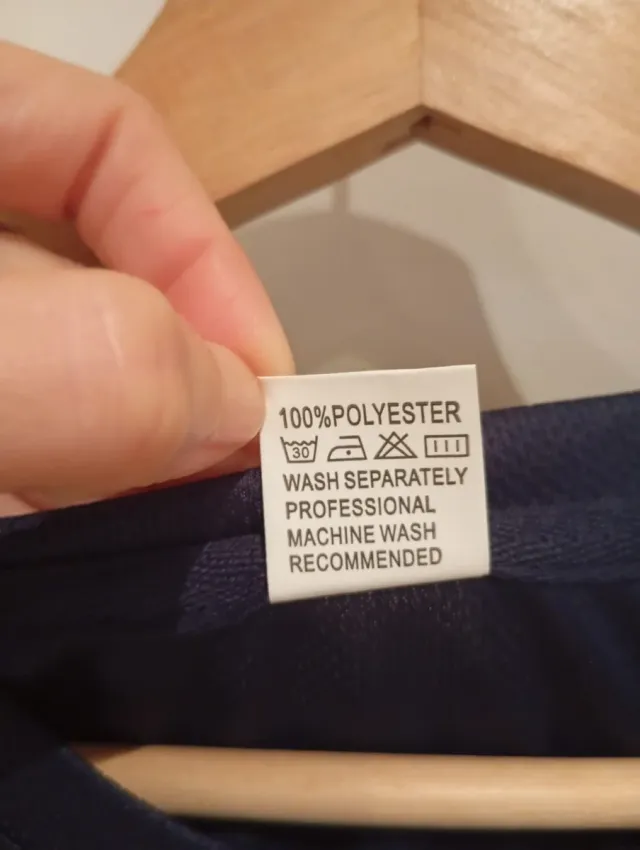 100%POLYESTER
30
WASH SEPARATELY
PROFESSIONAL
MACHINE WASH
RECOMMENDED